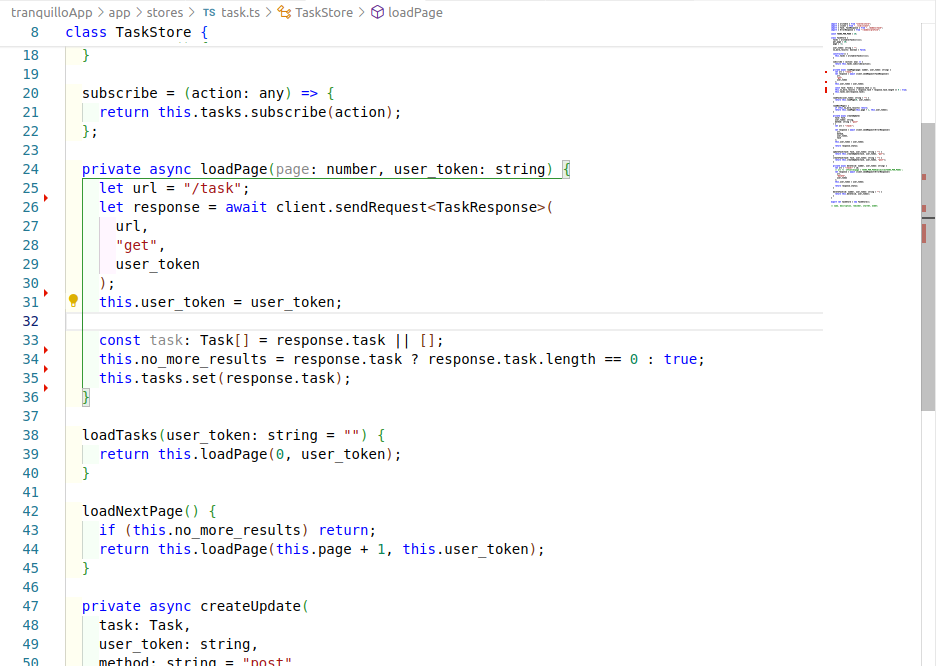 tranquilloApp > app > stores > TS task.ts > TaskStore > loadPage
8 class TaskStore {
18 }
19
20 subscribe = (action: any) => {
21 return this.tasks.subscribe(action);
22 };
23
24 private async loadPage(page: number, user_token: string) {
25 let url = "/task";
26 let response = await client.sendRequest<TaskResponse>(
27 url,
28 "get",
29 user_token
30 );
31 this.user_token = user_token;
32
33 const task: Task[] = response.task || [];
34 this.no_more_results = response.task ? response.task.length == 0 : true;
35 this.tasks.set(response.task);
36 }
37
38 loadTasks(user_token: string = "") {
39 return this.loadPage(0, user_token);
40 }
41
42 loadNextPage() {
43 if (this.no_more_results) return;
44 return this.loadPage(this.page + 1, this.user_token);
45 }
46
47 private async createUpdate(
48 task: Task,
49 user_token: string,
50 method: string = "post"